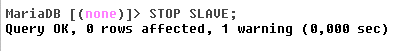 MariaDB [(none)]> STOP SLAVE;
Query OK, 0 rows affected, 1 warning (0,000 sec)